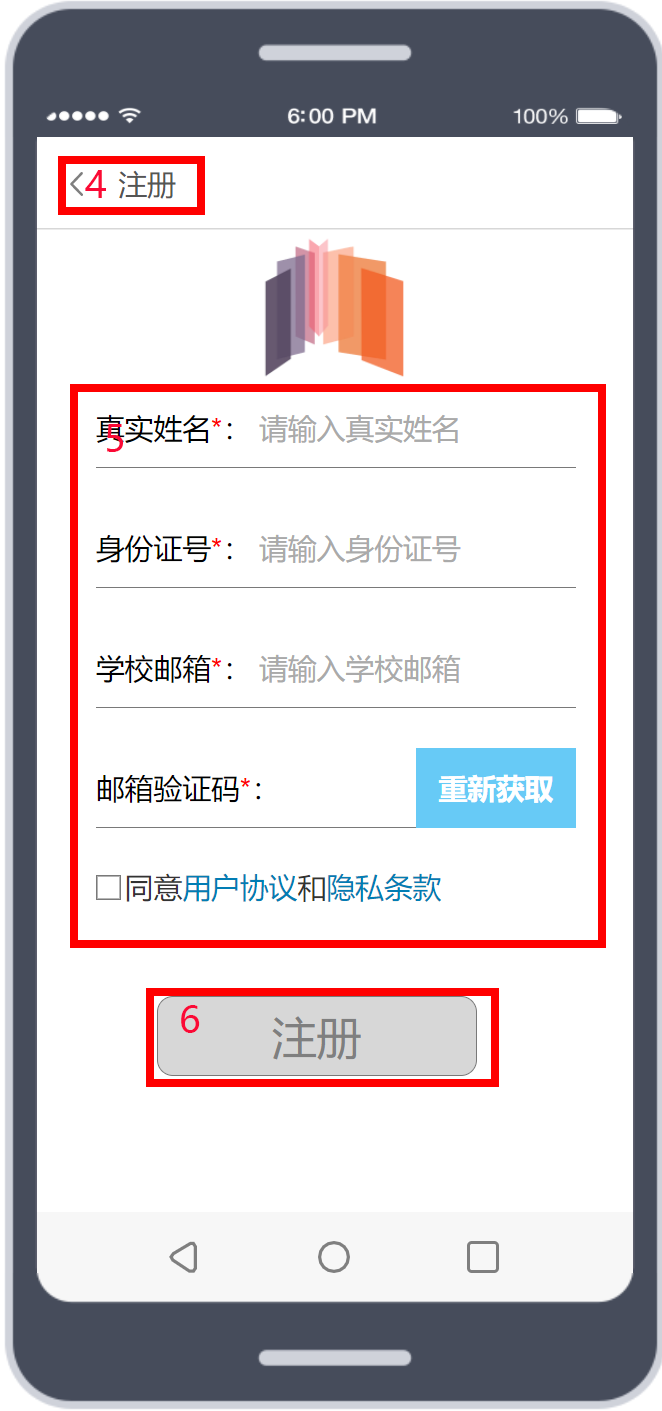 6:00 PM 100%
4 注册
真实姓名*： 请输入真实姓名
5
身份证号*： 请输入身份证号
学校邮箱*： 请输入学校邮箱
邮箱验证码*： 重新获取
同意用户协议和隐私条款
6
注册